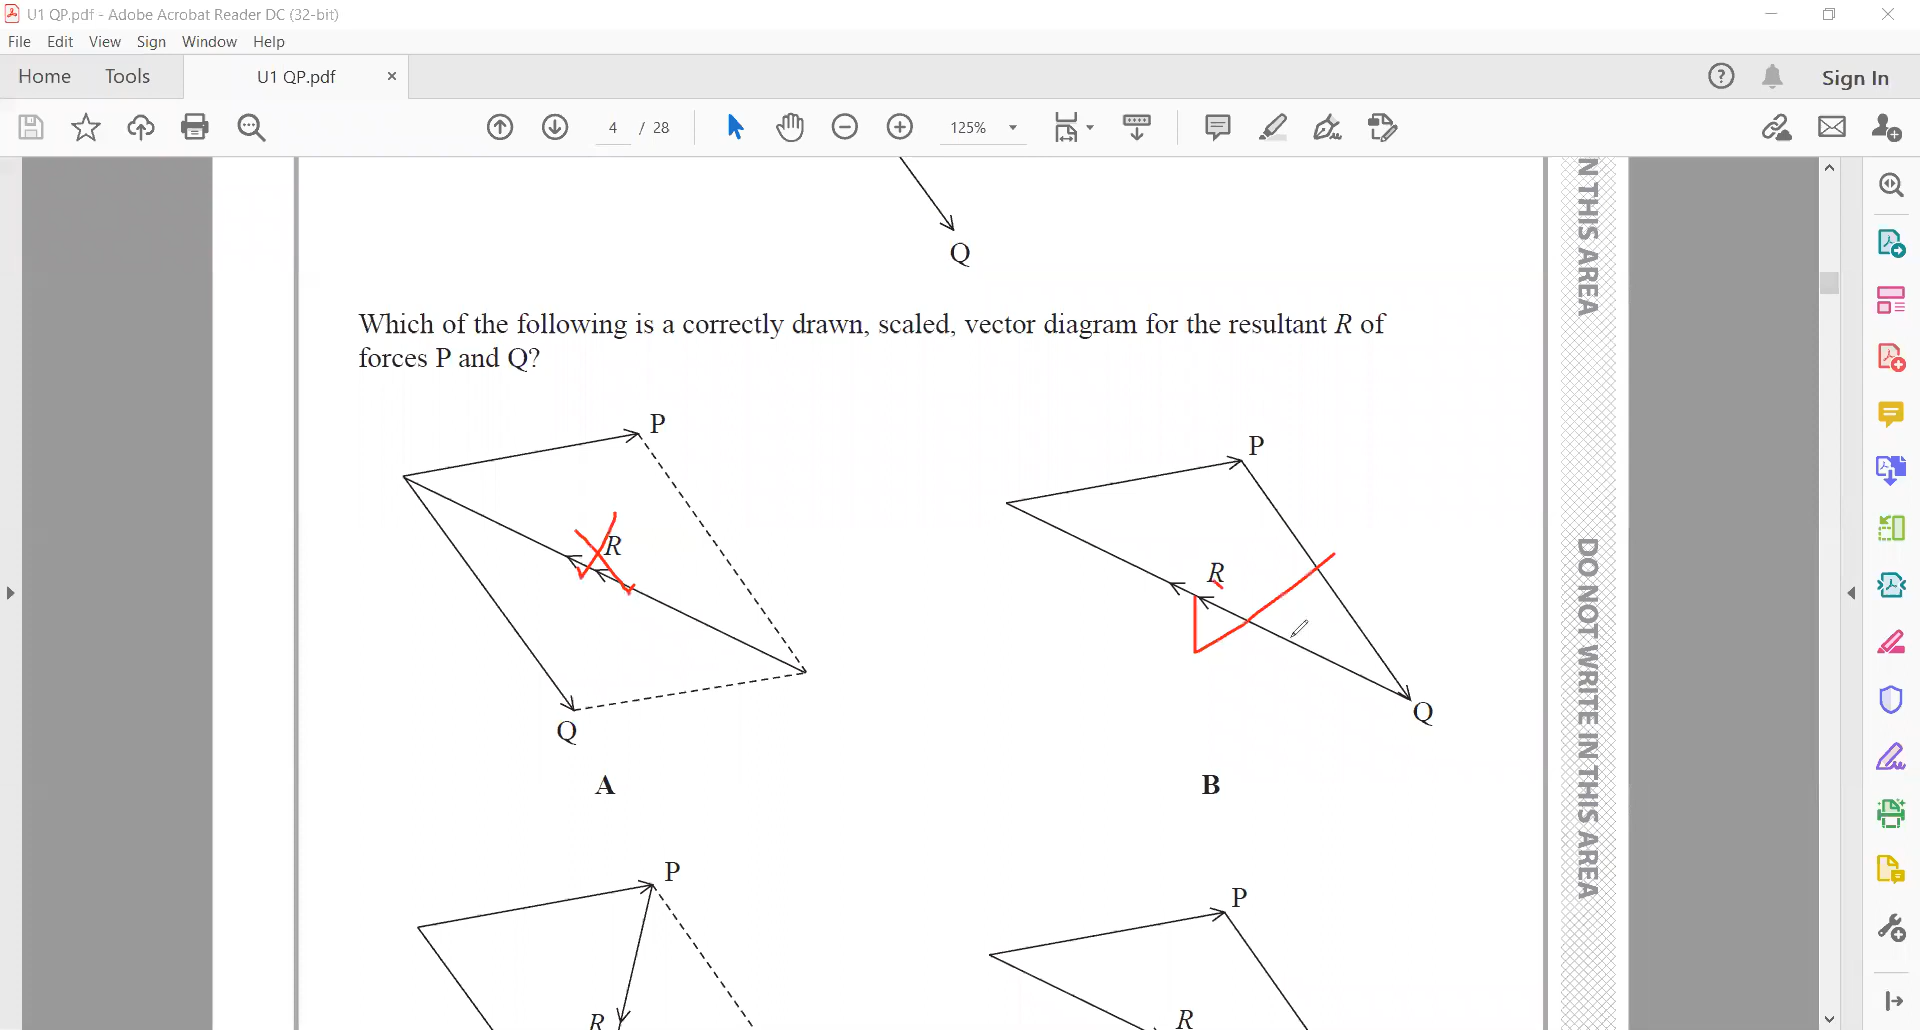 U1 QP.pdf - Adobe Acrobat Reader DC (32-bit)
File Edit View Sign Window Help
Home Tools U1 QP.pdf × Sign In
4 / 28 125%
Q
Which of the following is a correctly drawn, scaled, vector diagram for the resultant R of
forces P and Q?
P
R
Q
A
P
R
Q
B
P
R
P
R
N THIS AREA
DO NOT WRITE IN THIS AREA